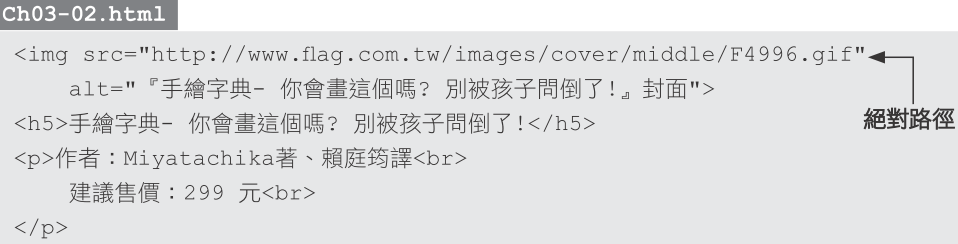 Ch03-02.html
<img src="http://www.flag.com.tw/images/cover/middle/F4996.gif"
絕對路徑
alt="『手繪字典- 你會畫這個嗎? 別被孩子問倒了!』封面">
<h5>手繪字典- 你會畫這個嗎? 別被孩子問倒了!</h5>
<p>作者：Miyatachika著、賴庭筠譯<br>
建議售價：299 元<br>
</p>